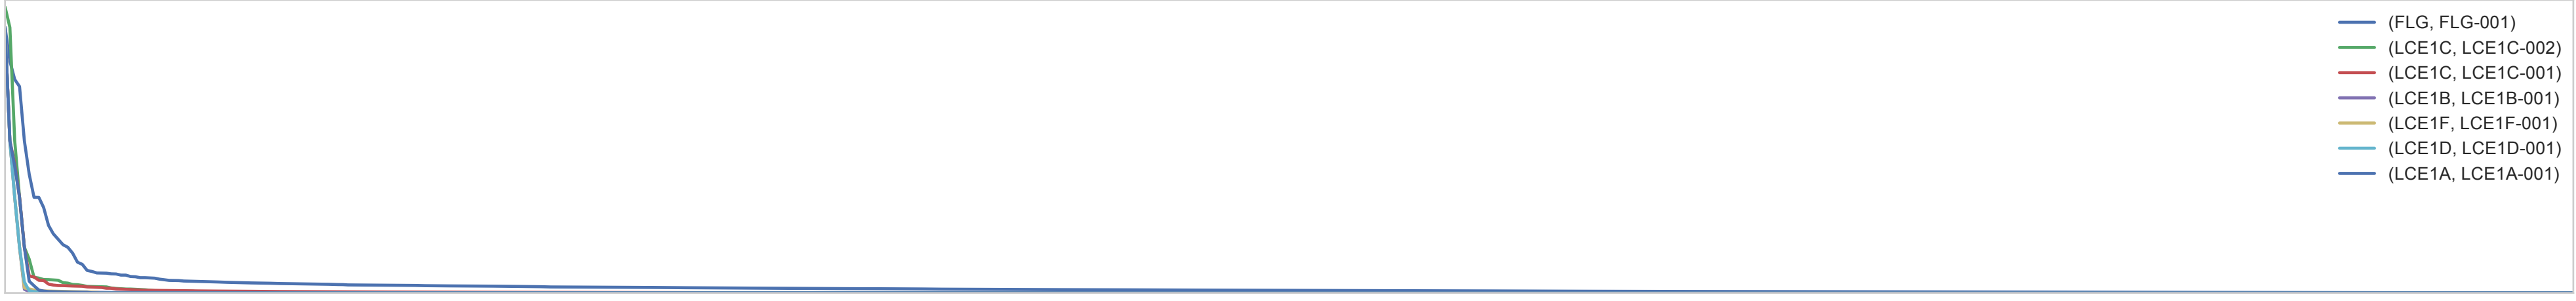 (FLG, FLG-001)
(LCE1C, LCE1C-002)
(LCE1C, LCE1C-001)
(LCE1B, LCE1B-001)
(LCE1F, LCE1F-001)
(LCE1D, LCE1D-001)
(LCE1A, LCE1A-001)